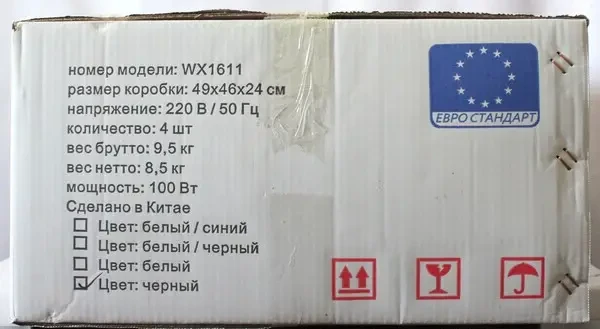 номер модели: WX1611
размер коробки: 49x46x24 см
напряжение: 220 В / 50 Гц
количество: 4 шт
вес брутто: 9,5 кг
вес нетто: 8,5 кг
мощность: 100 Вт
Сделано в Китае
Цвет: белый / синий
Цвет: белый / черный
Цвет: белый
Цвет: черный
ЕВРО СТАНДАРТ